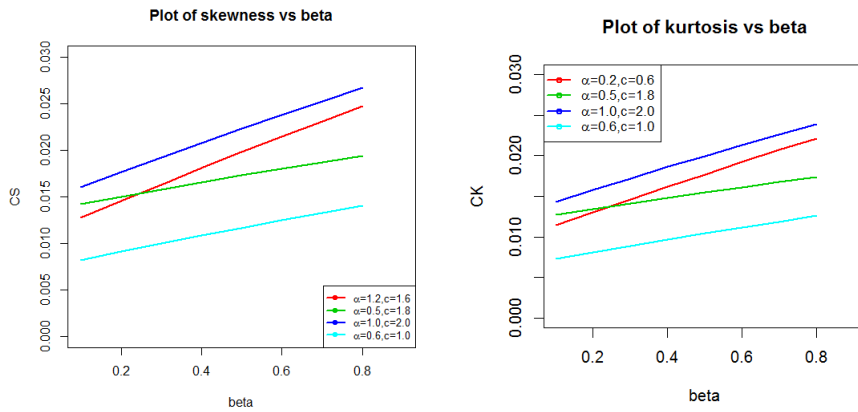 Plot of skewness vs beta
CS
0.030
0.025
0.020
0.015
0.010
0.005
0.000
α=1.2,c=1.6
α=0.5,c=1.8
α=1.0,c=2.0
α=0.6,c=1.0
0.2 0.4 0.6 0.8
beta
Plot of kurtosis vs beta
CK
0.030
0.020
0.010
0.000
α=0.2,c=0.6
α=0.5,c=1.8
α=1.0,c=2.0
α=0.6,c=1.0
0.2 0.4 0.6 0.8
beta